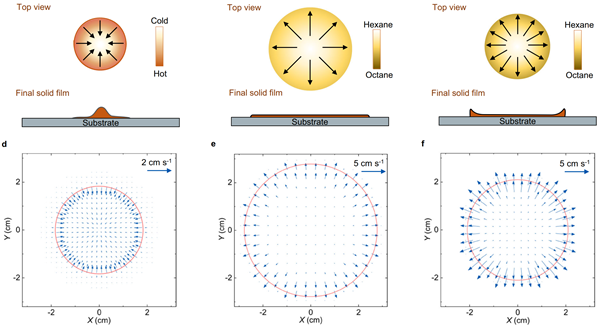 Top view
Cold
Hot
Final solid film
Substrate
Top view
Hexane
Octane
Final solid film
Substrate
Top view
Hexane
Octane
Final solid film
Substrate
d
2 cm s⁻¹
Y (cm)
2
0
-2
-2
0
2
X (cm)
e
5 cm s⁻¹
Y (cm)
2
0
-2
-2
0
2
X (cm)
f
5 cm s⁻¹
Y (cm)
2
0
-2
-2
0
2
X (cm)